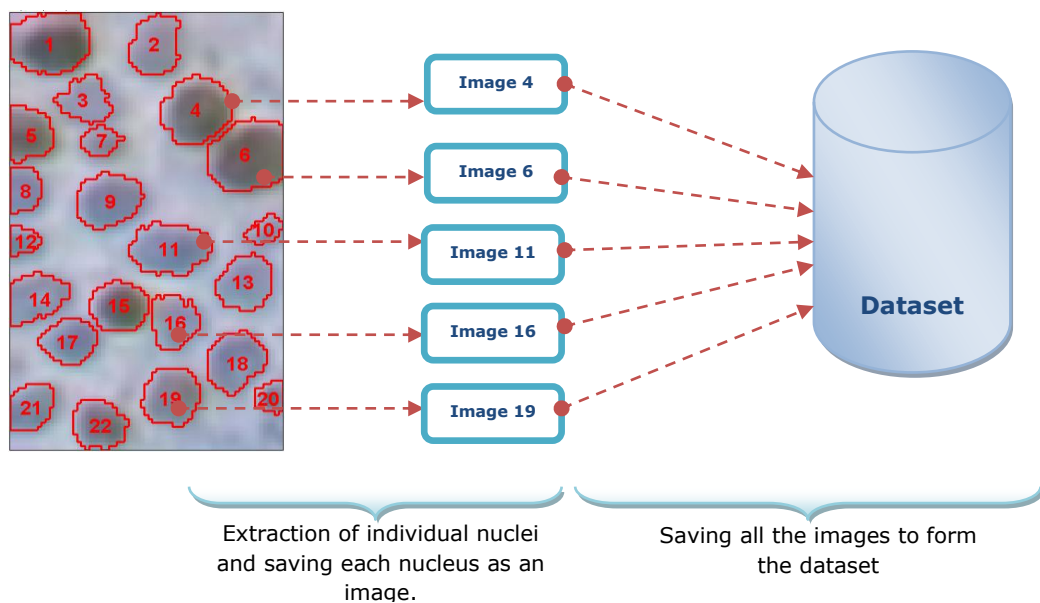 1
2
3
4
5
6
7
8
9
10
11
12
13
14
15
16
17
18
19
20
21
22
Image 4
Image 6
Image 11
Image 16
Image 19
Dataset
Extraction of individual nuclei
and saving each nucleus as an
image.
Saving all the images to form
the dataset